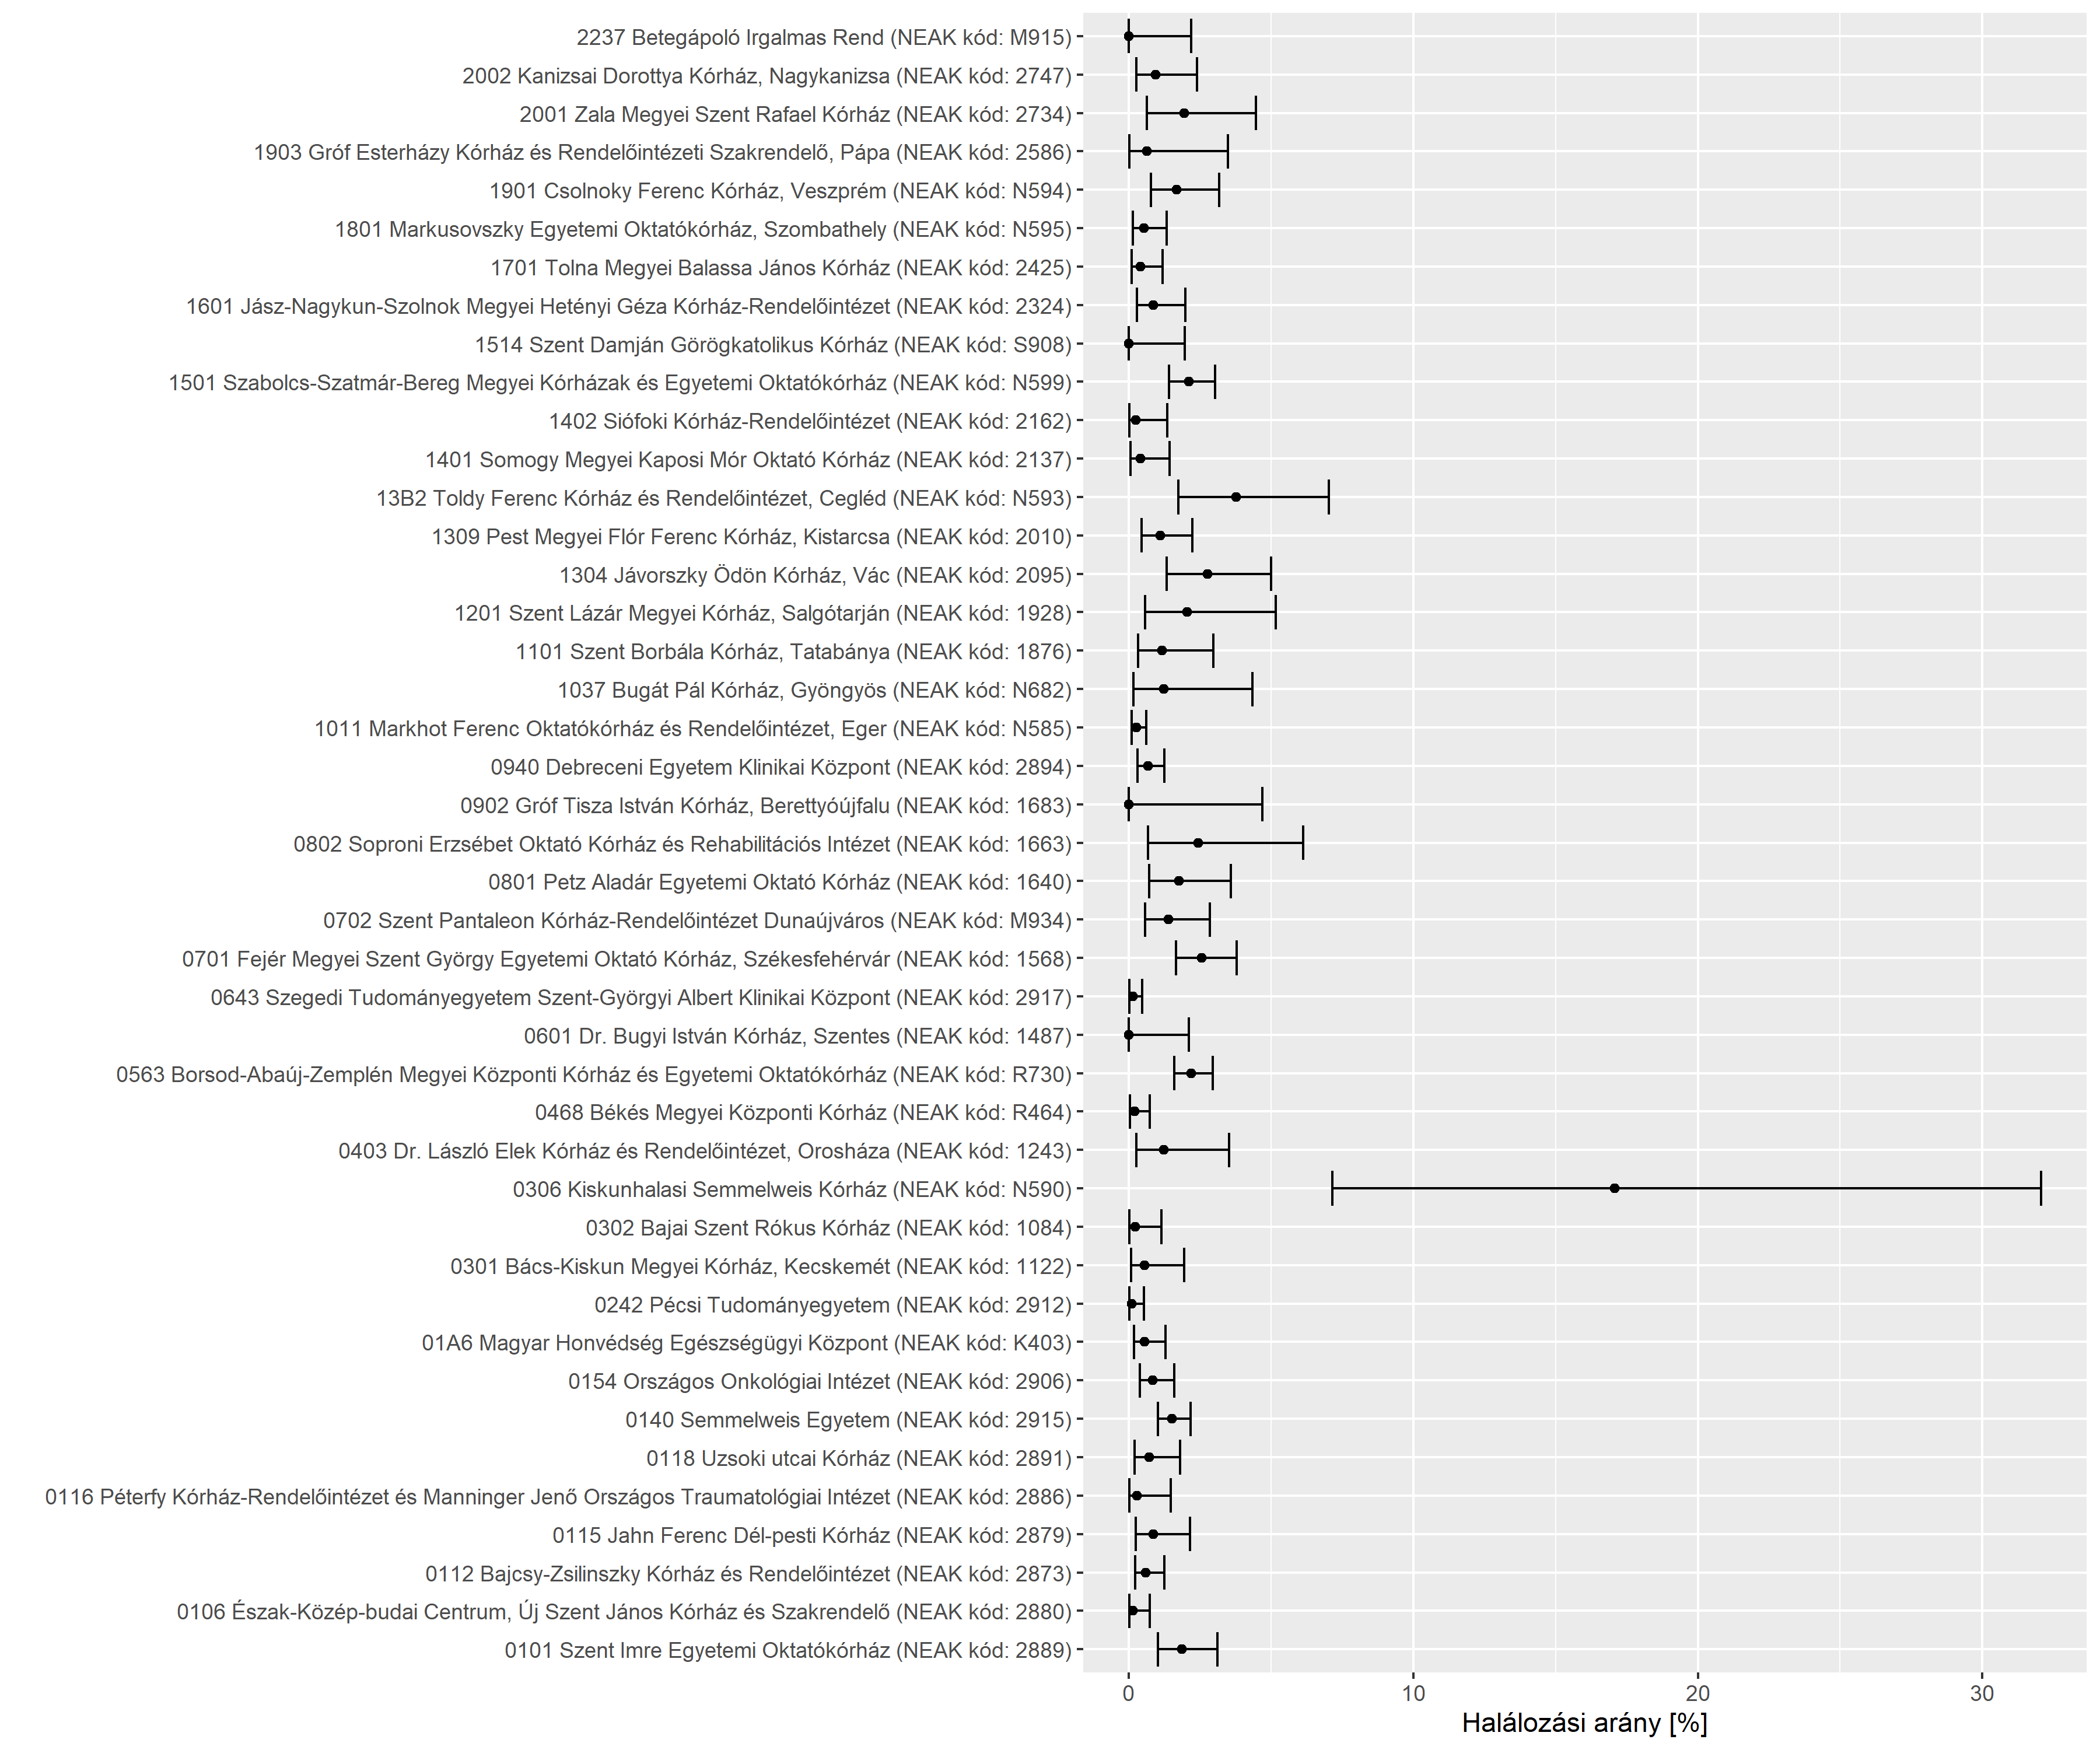 2237 Betegápoló Irgalmas Rend (NEAK kód: M915)
2002 Kanizsai Dorottya Kórház, Nagykanizsa (NEAK kód: 2747)
2001 Zala Megyei Szent Rafael Kórház (NEAK kód: 2734)
1903 Gróf Esterházy Kórház és Rendelőintézeti Szakrendelő, Pápa (NEAK kód: 2586)
1901 Csolnoky Ferenc Kórház, Veszprém (NEAK kód: N594)
1801 Markusovszky Egyetemi Oktatókórház, Szombathely (NEAK kód: N595)
1701 Tolna Megyei Balassa János Kórház (NEAK kód: 2425)
1601 Jász-Nagykun-Szolnok Megyei Hetényi Géza Kórház-Rendelőintézet (NEAK kód: 2324)
1514 Szent Damján Görögkatolikus Kórház (NEAK kód: S908)
1501 Szabolcs-Szatmár-Bereg Megyei Kórházak és Egyetemi Oktatókórház (NEAK kód: N599)
1402 Siófoki Kórház-Rendelőintézet (NEAK kód: 2162)
1401 Somogy Megyei Kaposi Mór Oktató Kórház (NEAK kód: 2137)
13B2 Toldy Ferenc Kórház és Rendelőintézet, Cegléd (NEAK kód: N593)
1309 Pest Megyei Flór Ferenc Kórház, Kistarcsa (NEAK kód: 2010)
1304 Jávorszky Ödön Kórház, Vác (NEAK kód: 2095)
1201 Szent Lázár Megyei Kórház, Salgótarján (NEAK kód: 1928)
1101 Szent Borbála Kórház, Tatabánya (NEAK kód: 1876)
1037 Bugát Pál Kórház, Gyöngyös (NEAK kód: N682)
1011 Markhot Ferenc Oktatókórház és Rendelőintézet, Eger (NEAK kód: N585)
0940 Debreceni Egyetem Klinikai Központ (NEAK kód: 2894)
0902 Gróf Tisza István Kórház, Berettyóújfalu (NEAK kód: 1683)
0802 Soproni Erzsébet Oktató Kórház és Rehabilitációs Intézet (NEAK kód: 1663)
0801 Petz Aladár Egyetemi Oktató Kórház (NEAK kód: 1640)
0702 Szent Pantaleon Kórház-Rendelőintézet Dunaújváros (NEAK kód: M934)
0701 Fejér Megyei Szent György Egyetemi Oktató Kórház, Székesfehérvár (NEAK kód: 1568)
0643 Szegedi Tudományegyetem Szent-Györgyi Albert Klinikai Központ (NEAK kód: 2917)
0601 Dr. Bugyi István Kórház, Szentes (NEAK kód: 1487)
0563 Borsod-Abaúj-Zemplén Megyei Központi Kórház és Egyetemi Oktatókórház (NEAK kód: R730)
0468 Békés Megyei Központi Kórház (NEAK kód: R464)
0403 Dr. László Elek Kórház és Rendelőintézet, Orosháza (NEAK kód: 1243)
0306 Kiskunhalasi Semmelweis Kórház (NEAK kód: N590)
0302 Bajai Szent Rókus Kórház (NEAK kód: 1084)
0301 Bács-Kiskun Megyei Kórház, Kecskemét (NEAK kód: 1122)
0242 Pécsi Tudományegyetem (NEAK kód: 2912)
01A6 Magyar Honvédség Egészségügyi Központ (NEAK kód: K403)
0154 Országos Onkológiai Intézet (NEAK kód: 2906)
0140 Semmelweis Egyetem (NEAK kód: 2915)
0118 Uzsoki utcai Kórház (NEAK kód: 2891)
0116 Péterfy Kórház-Rendelőintézet és Manninger Jenő Országos Traumatológiai Intézet (NEAK kód: 2886)
0115 Jahn Ferenc Dél-pesti Kórház (NEAK kód: 2879)
0112 Bajcsy-Zsilinszky Kórház és Rendelőintézet (NEAK kód: 2873)
0106 Észak-Közép-budai Centrum, Új Szent János Kórház és Szakrendelő (NEAK kód: 2880)
0101 Szent Imre Egyetemi Oktatókórház (NEAK kód: 2889)
0 10 20 30
Halálozási arány [%]